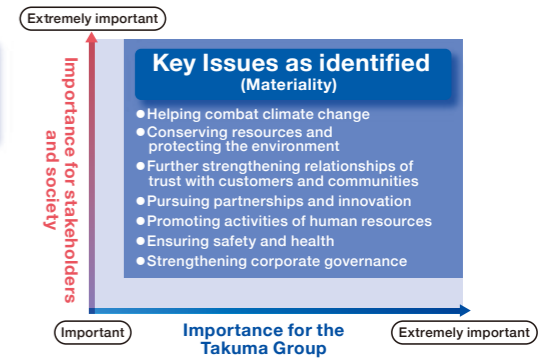 Extremely important
Importance for stakeholders
and society
Key Issues as identified
(Materiality)
●Helping combat climate change
●Conserving resources and
protecting the environment
●Further strengthening relationships of
trust with customers and communities
●Pursuing partnerships and innovation
●Promoting activities of human resources
●Ensuring safety and health
●Strengthening corporate governance
Important
Importance for the
Takuma Group
Extremely important